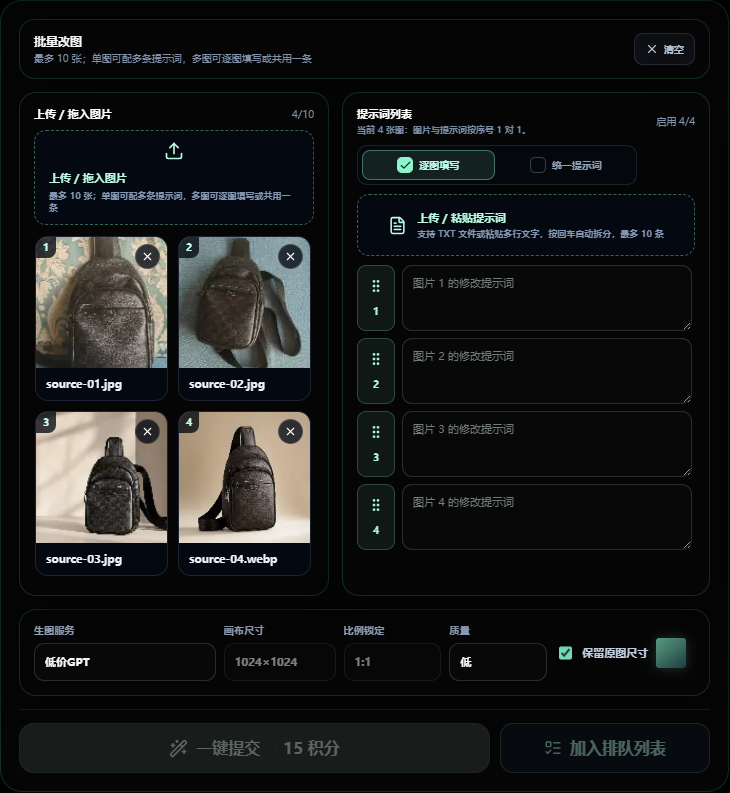 批量改图
最多 10 张；单图可配多条提示词，多图可逐图填写或共用一条
清空
上传 / 拖入图片
4/10
上传 / 拖入图片
最多 10 张；单图可配多条提示词，多图可逐图填写或共用一
条
1
2
source-01.jpg
source-02.jpg
3
4
source-03.jpg
source-04.webp
提示词列表
当前 4 张图：图片与提示词按序号 1 对 1。
启用 4/4
逐图填写
统一提示词
上传 / 粘贴提示词
支持 TXT 文件或粘贴多行文字，按回车自动拆分，最多 10 条
1
图片 1 的修改提示词
2
图片 2 的修改提示词
3
图片 3 的修改提示词
4
图片 4 的修改提示词
生图服务
画布尺寸
比例锁定
质量
低价GPT
1024×1024
1:1
低
保留原图尺寸
一键提交
15 积分
加入排队列表